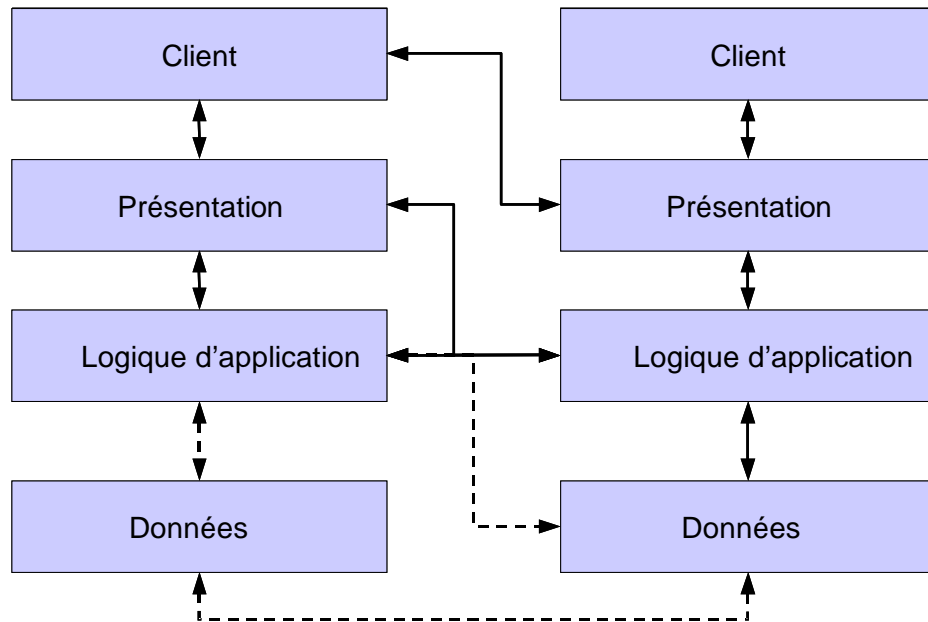 Client
Client
Présentation
Présentation
Logique d’application
Logique d’application
Données
Données